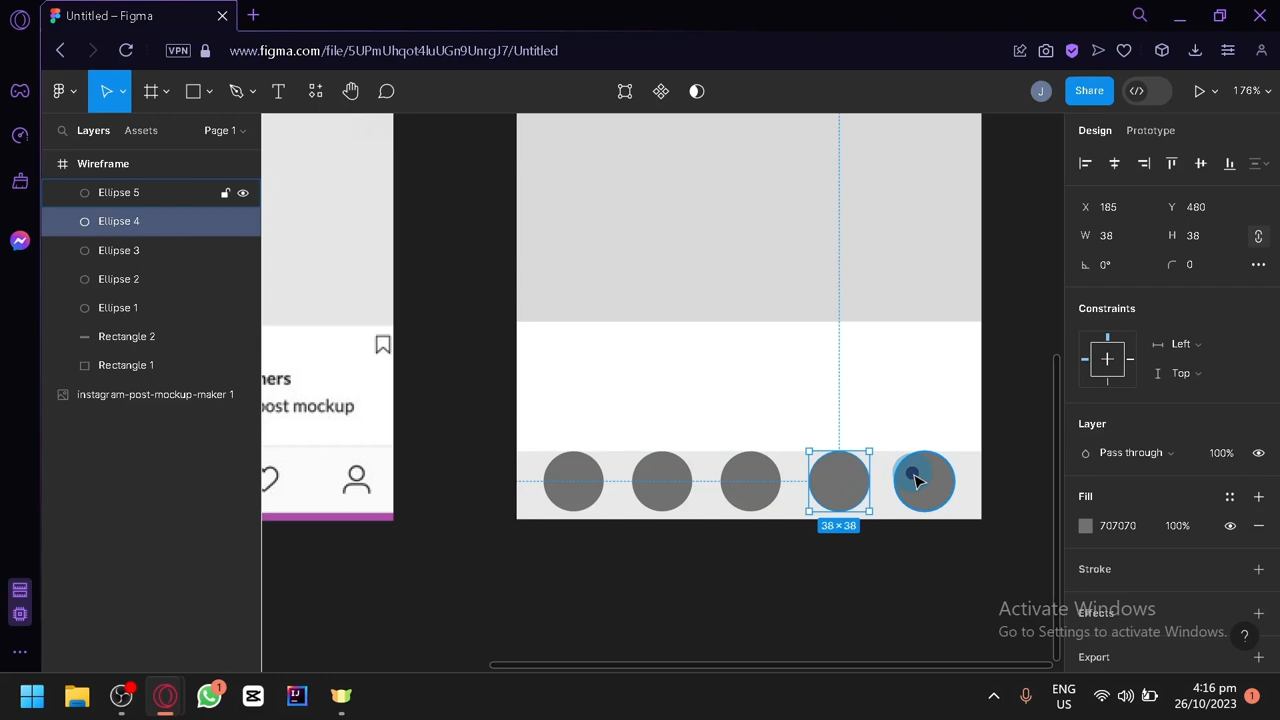 Untitled – Figma
VPN
www.figma.com/file/5UPmUhqot4luUGn9UnrgJ7/Untitled
J
Share
176%
Layers
Assets
Page 1
Design
Prototype
Wireframe
Ellipse 5
Ellipse 4
Ellipse 3
Ellipse 2
Ellipse 1
Rectangle 2
Rectangle 1
instagram-post-mockup-maker 1
ners
post mockup
38 × 38
X 185
Y 480
W 38
H 38
0°
0
Constraints
Left
Top
Layer
Pass through
100%
Fill
707070
100%
Stroke
Effects
Export
Activate Windows
Go to Settings to activate Windows.
?
1
ENG
US
4:16 pm
26/10/2023
1